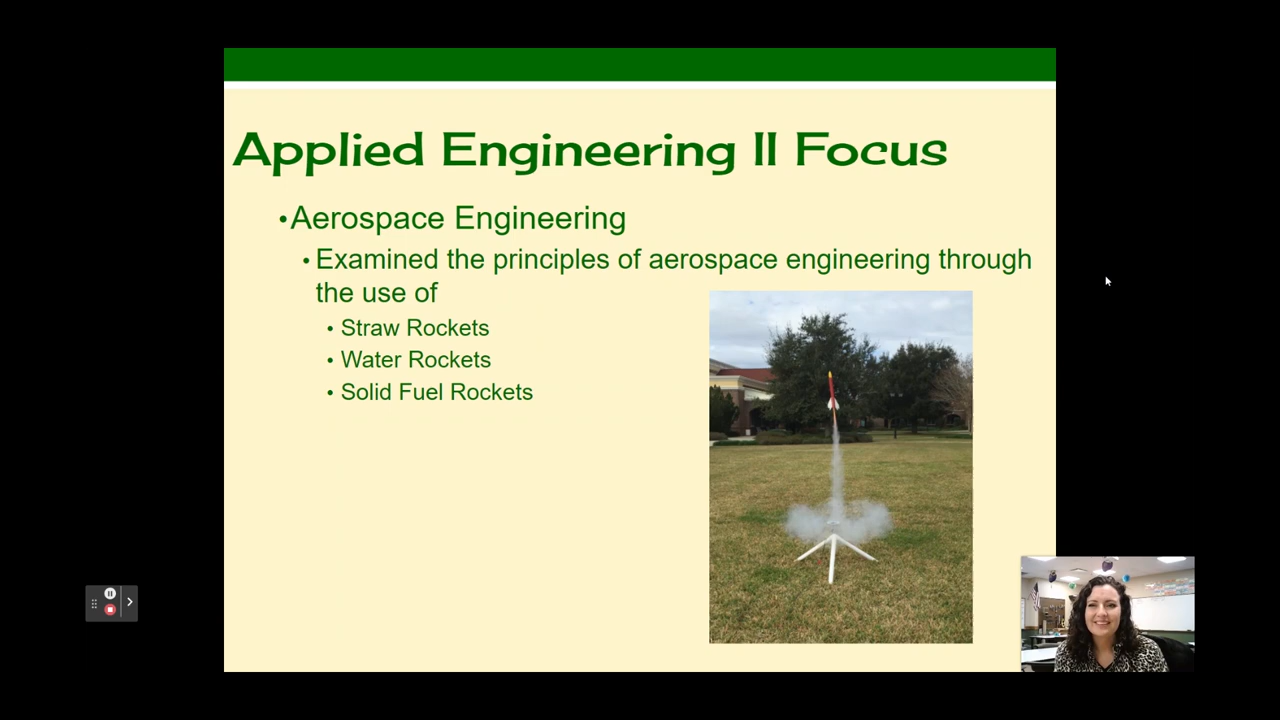 Applied Engineering II Focus
•Aerospace Engineering
• Examined the principles of aerospace engineering through
the use of
• Straw Rockets
• Water Rockets
• Solid Fuel Rockets